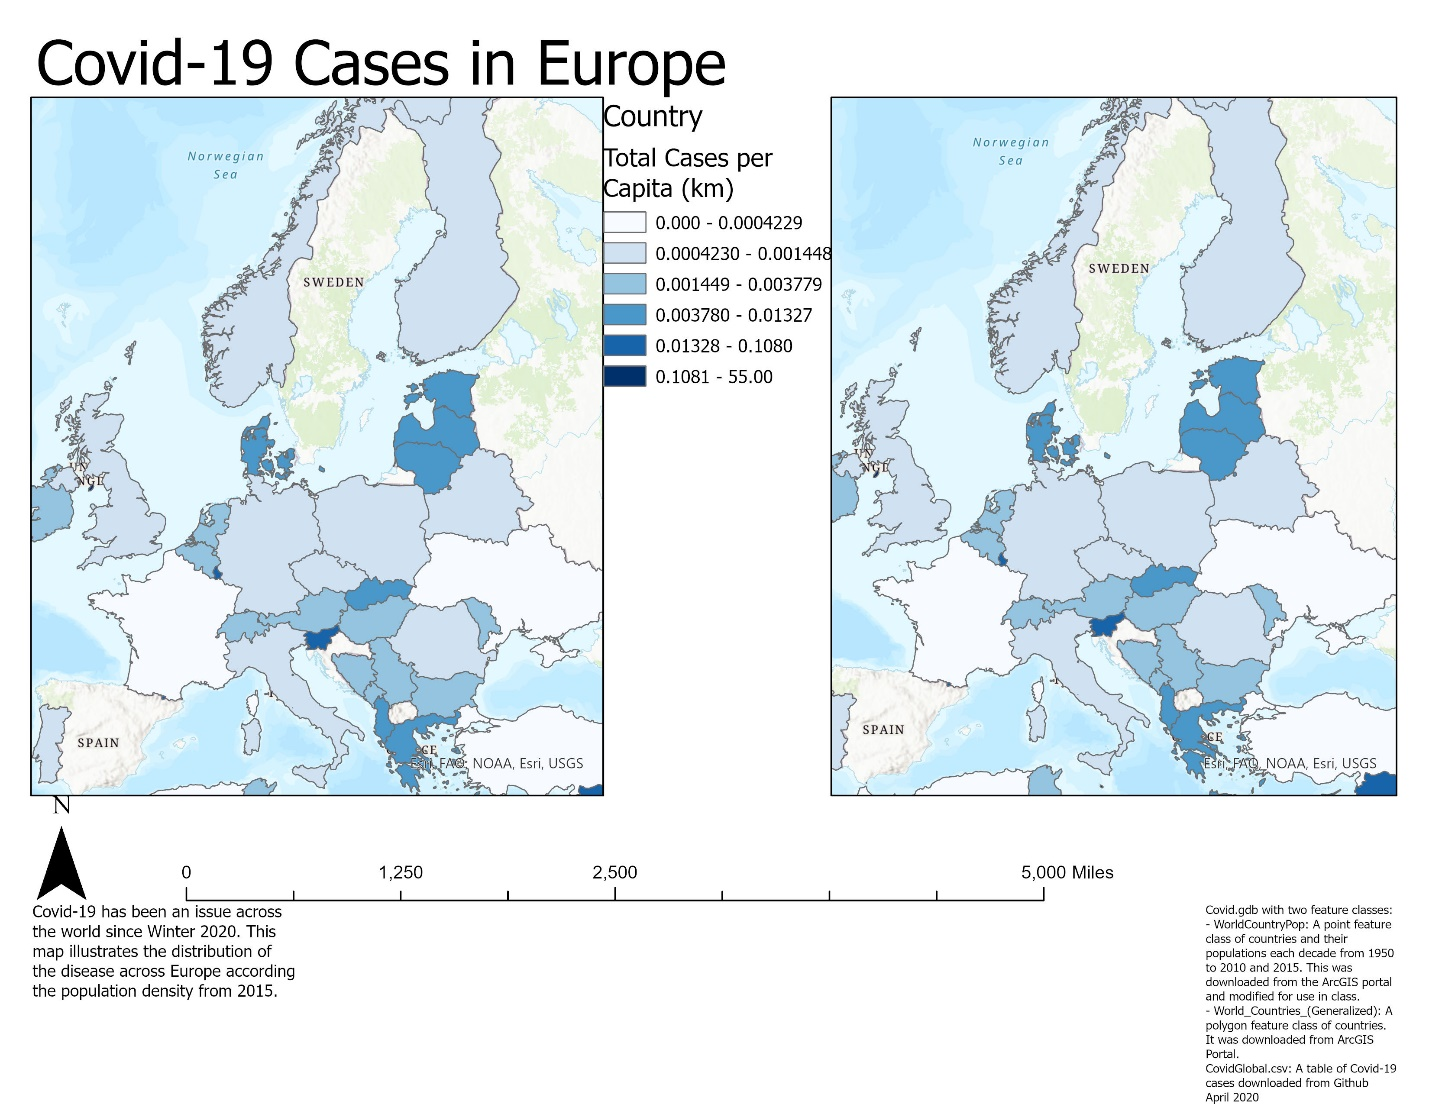 Covid-19 Cases in Europe
Country
Total Cases per
Capita (km)
0.000 - 0.0004229
0.0004230 - 0.001448
0.001449 - 0.003779
0.003780 - 0.01327
0.01328 - 0.1080
0.1081 - 55.00
Norwegian
Sea
SWEDEN
UN
NGE
SPAIN
CE
Esri, FAO, NOAA, Esri, USGS
Norwegian
Sea
SWEDEN
UN
NGE
SPAIN
CE
Esri, FAO, NOAA, Esri, USGS
N
0 1,250 2,500 5,000 Miles
Covid-19 has been an issue across
the world since Winter 2020. This
map illustrates the distribution of
the disease across Europe according
the population density from 2015.
Covid.gdb with two feature classes:
- WorldCountryPop: A point feature
class of countries and their
populations each decade from 1950
to 2010 and 2015. This was
downloaded from the ArcGIS portal
and modified for use in class.
- World_Countries_(Generalized): A
polygon feature class of countries.
It was downloaded from ArcGIS
Portal.
CovidGlobal.csv: A table of Covid-19
cases downloaded from Github
April 2020